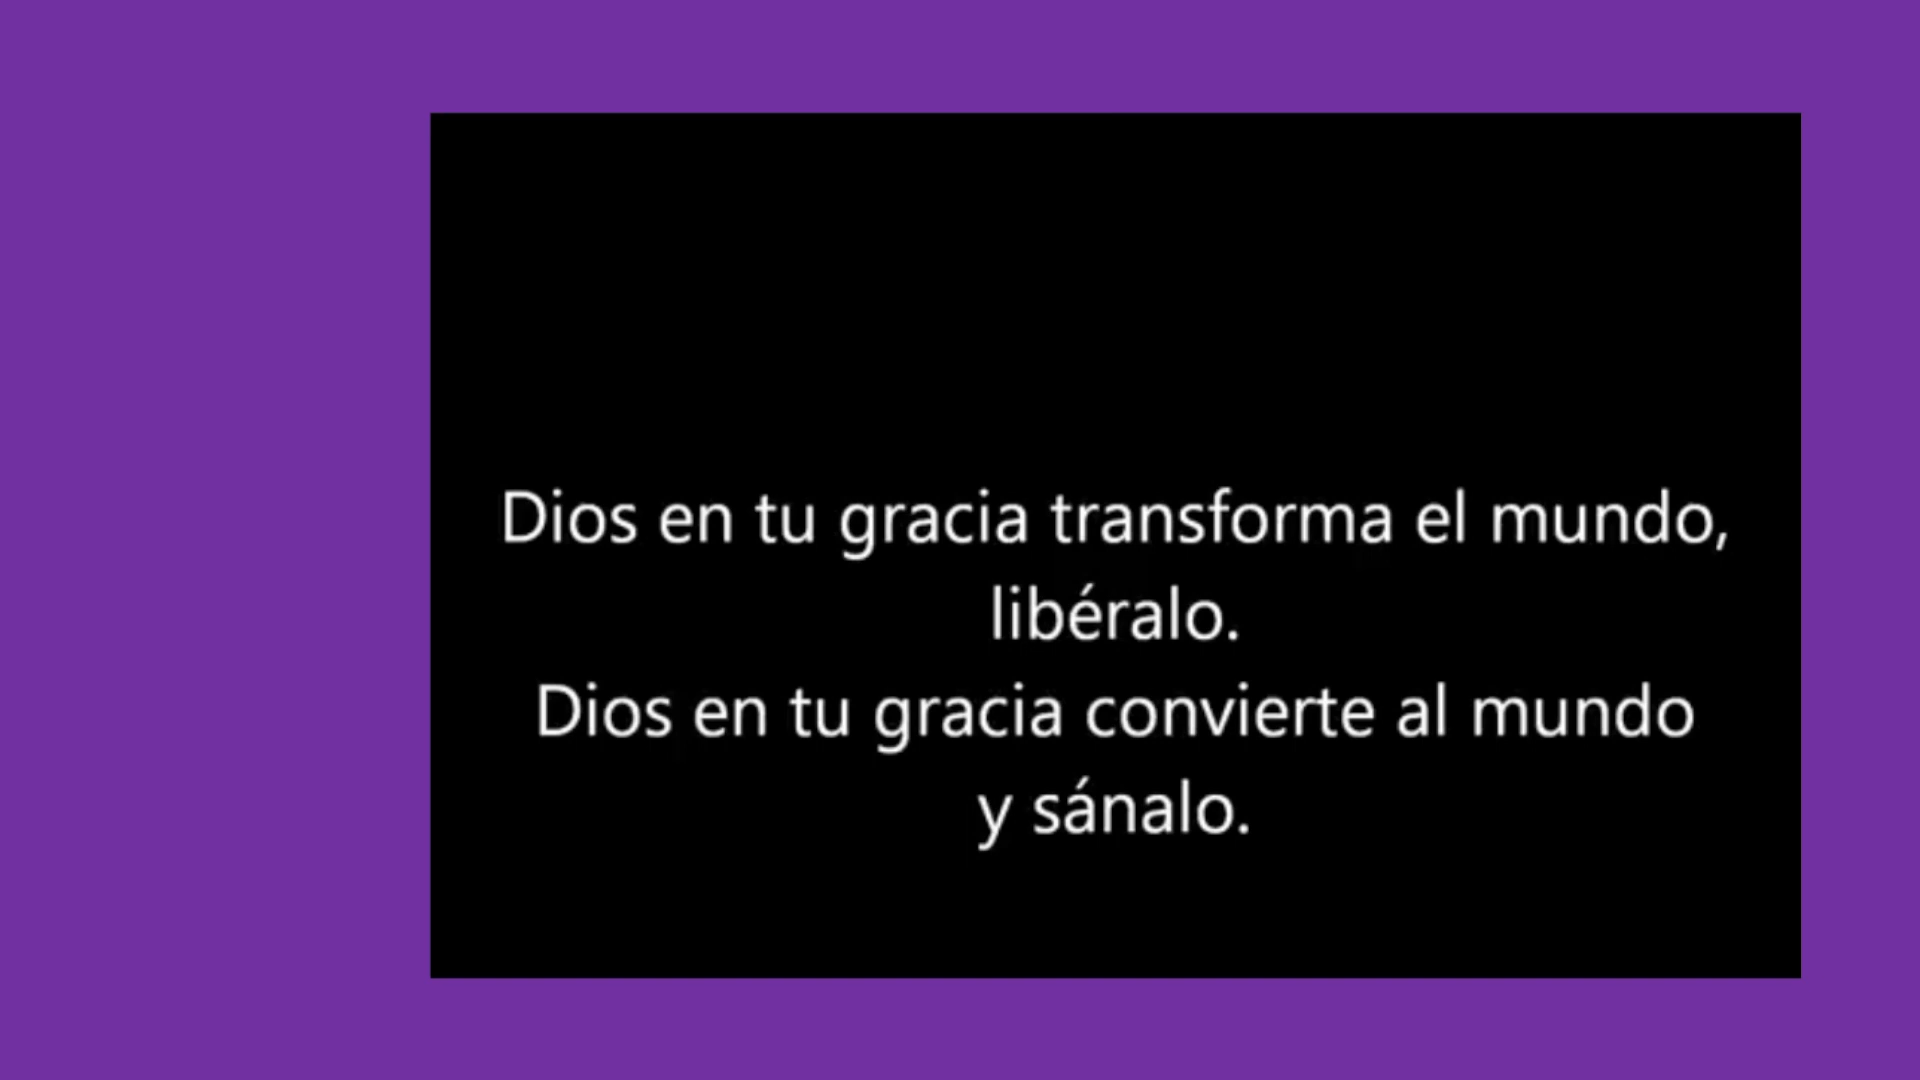 Dios en tu gracia transforma el mundo,
libéralo.
Dios en tu gracia convierte al mundo
y sánalo.